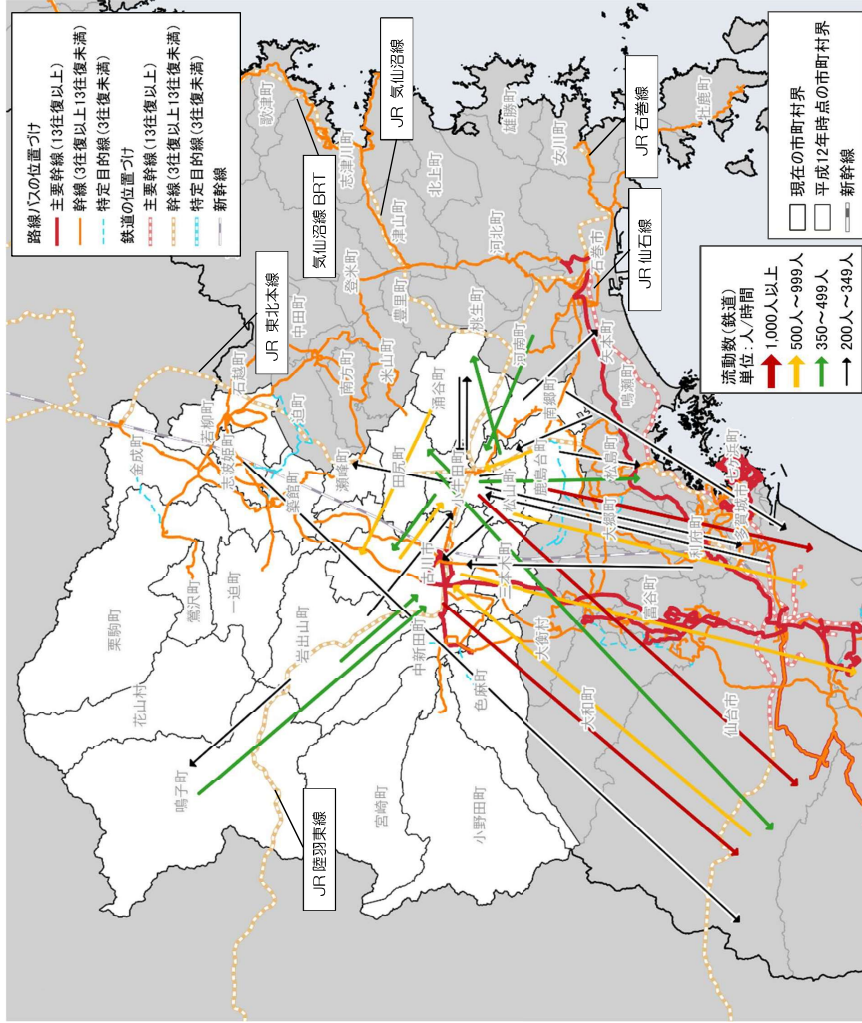 路線バスの位置づけ
主要幹線(13往復以上)
幹線(3往復以上13往復未満)
特定目的線(3往復未満)
鉄道の位置づけ
主要幹線(13往復以上)
幹線(3往復以上13往復未満)
特定目的線(3往復未満)
新幹線
JR 東北本線
気仙沼線 BRT
JR 気仙沼線
JR 石巻線
JR 仙石線
JR 陸羽東線
歌津町
志津川町
津山町
北上町
雄勝町
女川町
牡鹿町
河北町
石巻市
登米町
中田町
豊里町
桃生町
河南町
矢本町
鳴瀬町
石越町
迫町
南方町
米山町
涌谷町
南郷町
金成町
若柳町
志波姫町
築館町
瀬峰町
田尻町
小牛田町
松山町
鹿島台町
松島町
栗駒町
鶯沢町
一迫町
花山村
岩出山町
古川市
三本木町
大郷町
利府町
多賀城市
七ヶ浜町
鳴子町
中新田町
色麻町
大衡村
富谷町
大和町
仙台市
宮崎町
小野田町
流動数(鉄道)
単位:人/時間
1,000人以上
500人~999人
350~499人
200人~349人
現在の市町村界
平成12年時点の市町村界
新幹線